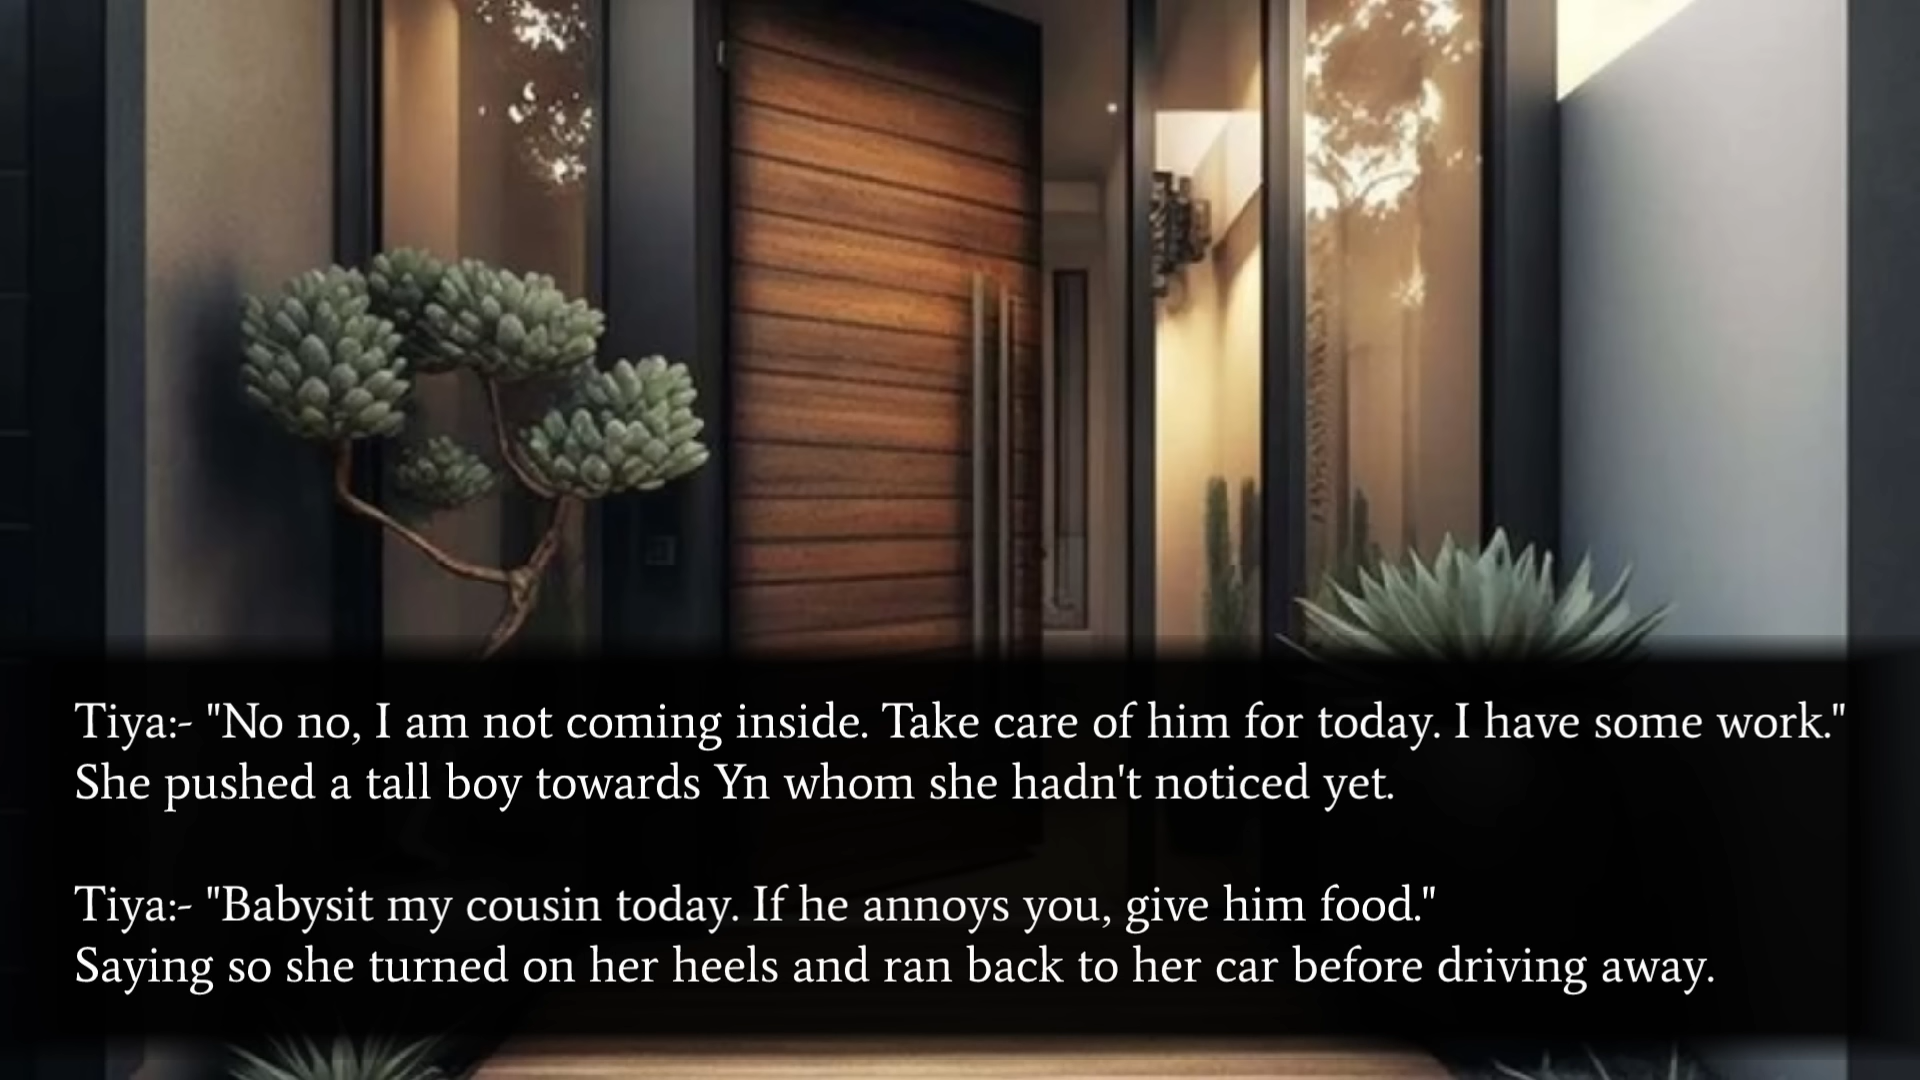 Tiya:- "No no, I am not coming inside. Take care of him for today. I have some work."
She pushed a tall boy towards Yn whom she hadn't noticed yet.
Tiya:- "Babysit my cousin today. If he annoys you, give him food."
Saying so she turned on her heels and ran back to her car before driving away.